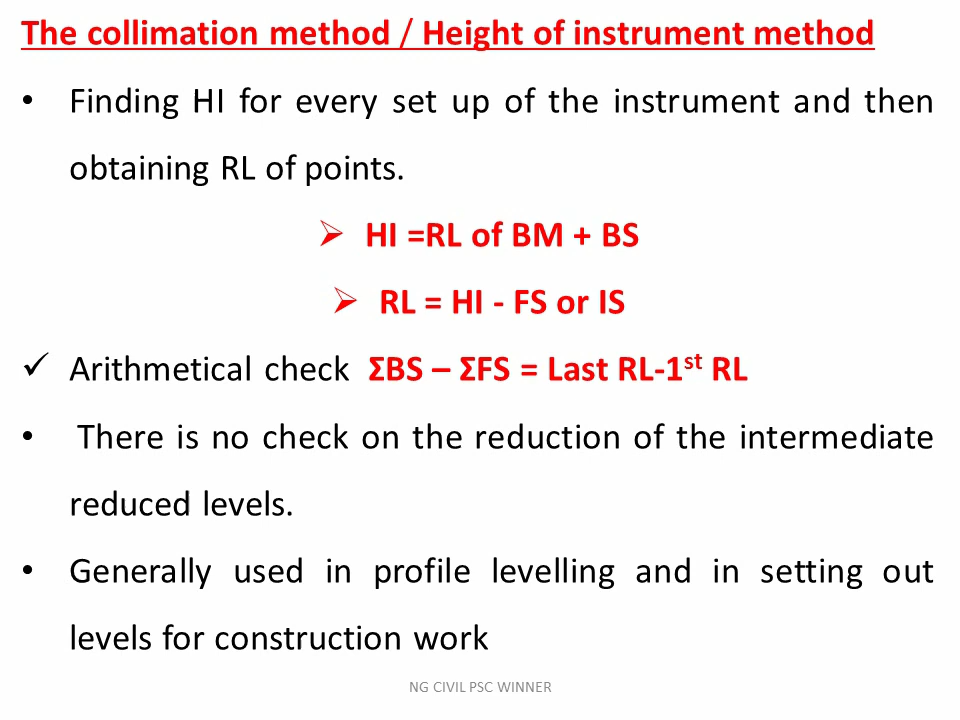 The collimation method / Height of instrument method
• Finding HI for every set up of the instrument and then
obtaining RL of points.
➢ HI =RL of BM + BS
➢ RL = HI - FS or IS
✓ Arithmetical check ΣBS – ΣFS = Last RL-1st RL
• There is no check on the reduction of the intermediate
reduced levels.
• Generally used in profile levelling and in setting out
levels for construction work
NG CIVIL PSC WINNER